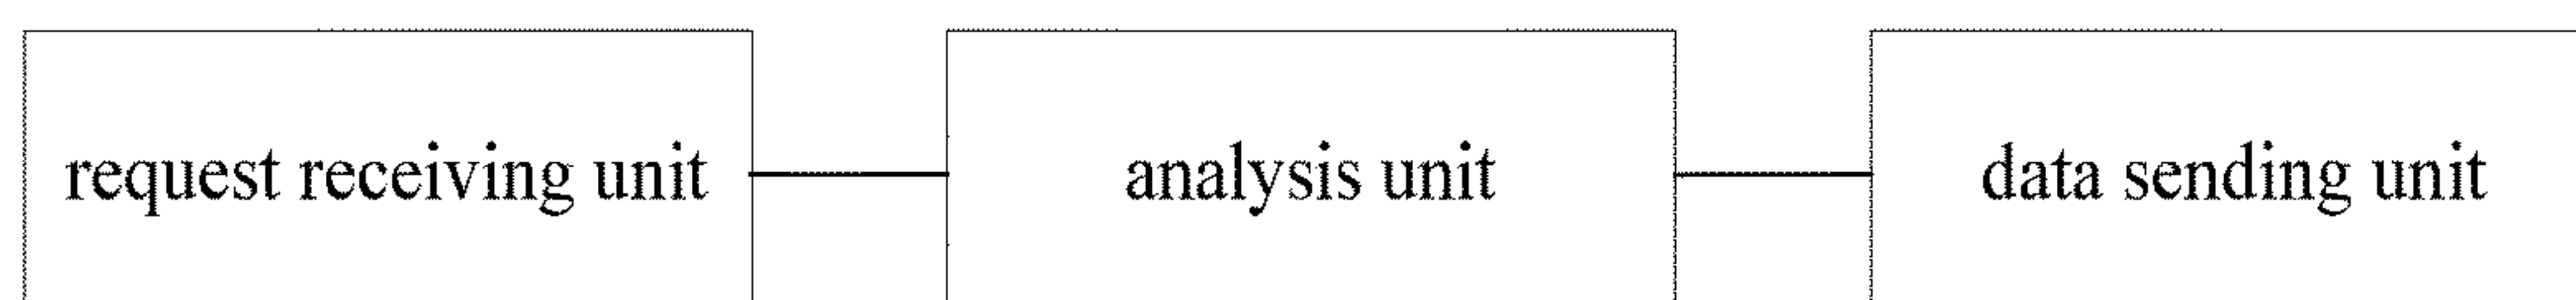 request receiving unit
analysis unit
data sending unit